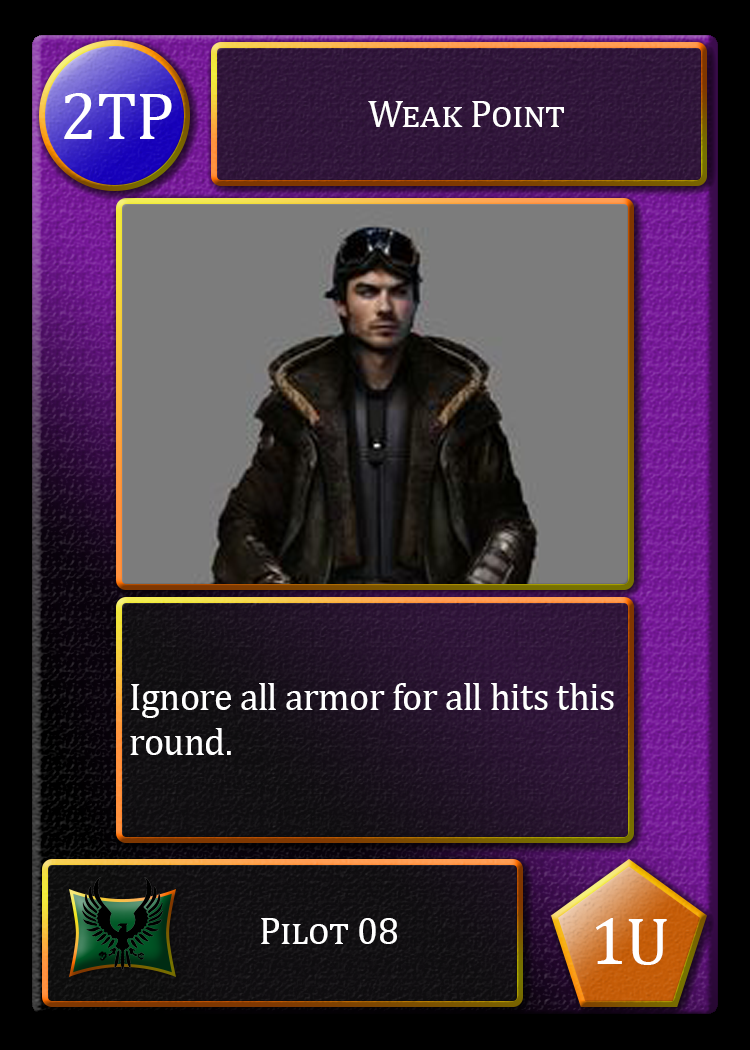 2TP
Weak Point
Ignore all armor for all hits this
round.
Pilot 08
1U